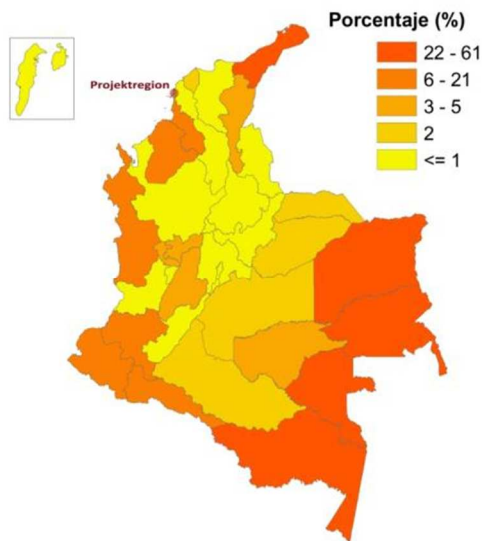 Porcentaje (%)
22 - 61
6 - 21
3 - 5
2
<= 1
Projektregion